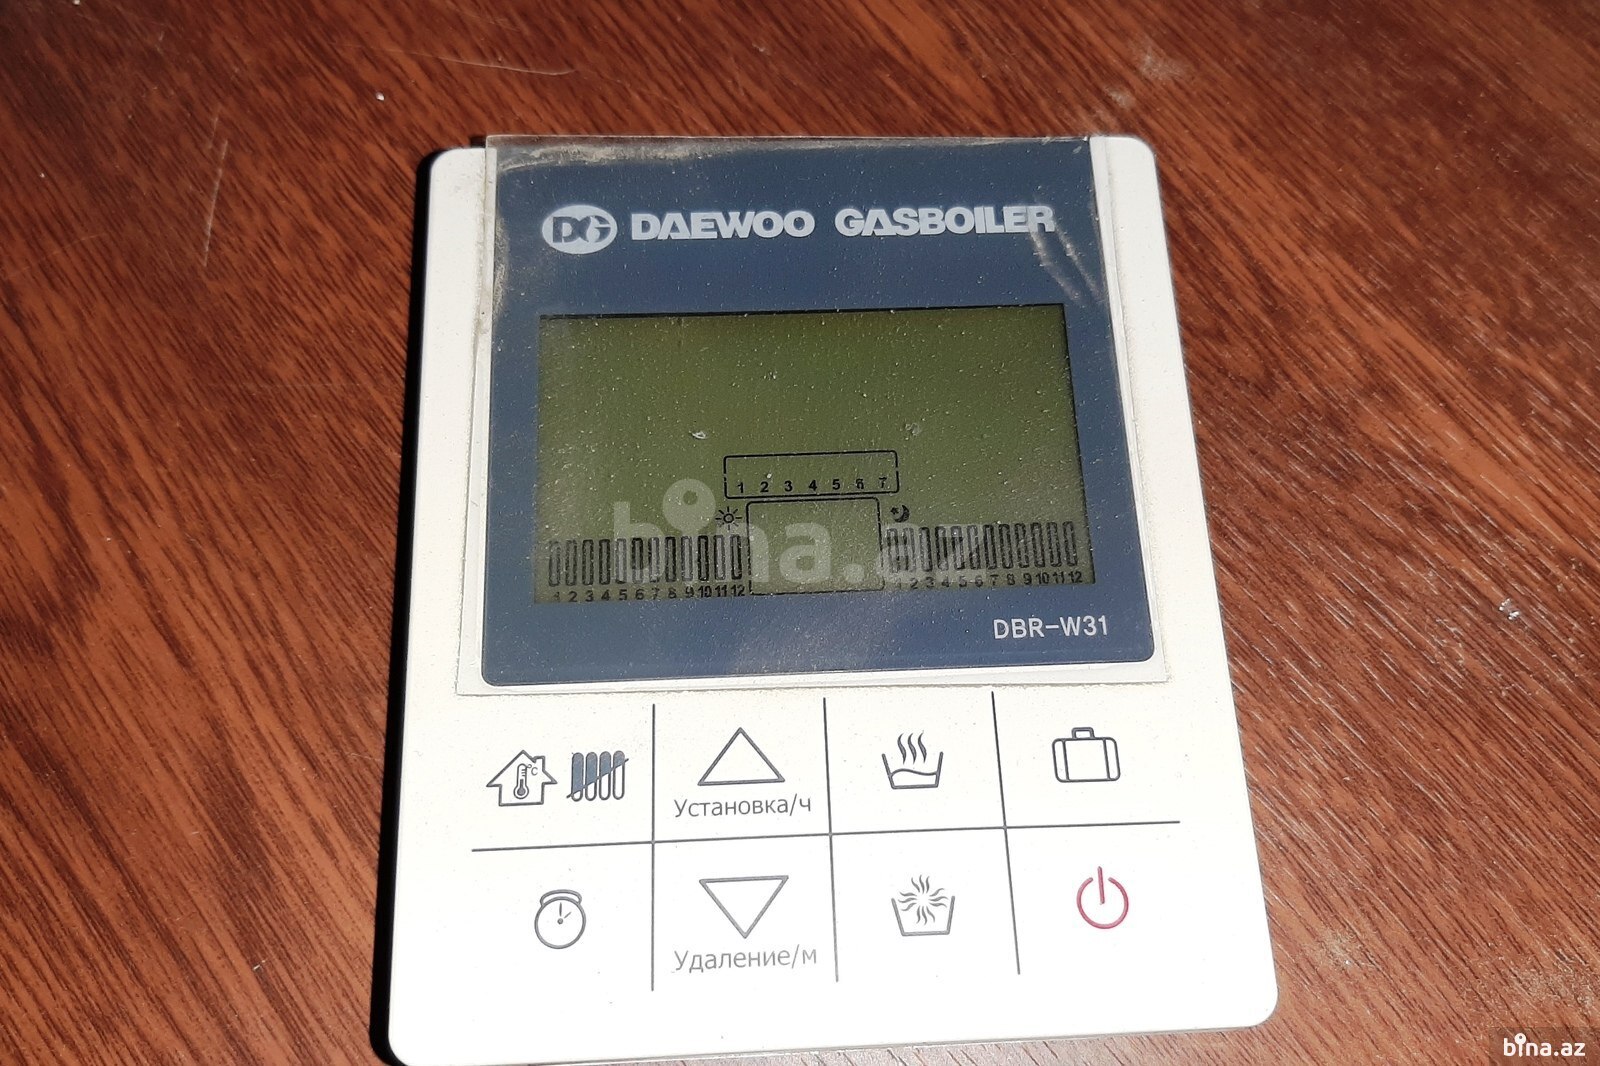 DG DAEWOO GASBOILER
1 2 3 4 5 6 7
bina.az
1 2 3 4 5 6 7 8 9 10 11 12
1 2 3 4 5 6 7 8 9 10 11 12
DBR-W31
°C
Установка/ч
Удаление/м
bina.az